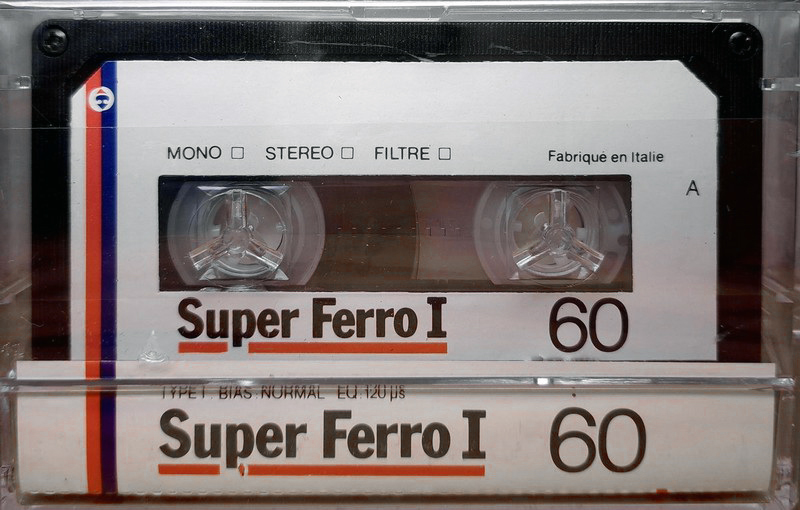 MONO □ STEREO □ FILTRE □ Fabriqué en Italie
A
Super Ferro I 60
TYPE I BIAS NORMAL EQ 120 µs
Super Ferro I 60